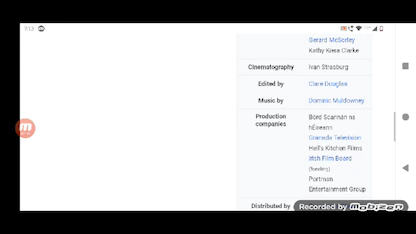 7:13
Gerard McSorley
Kathy Kiera Clarke
Cinematography Ivan Strasburg
Edited by Clare Douglas
Music by Dominic Muldowney
Production companies Bord Scannán na hÉireann
Granada Television
Hell's Kitchen Films
Irish Film Board
(funding)
Portman
Entertainment Group
Distributed by
Recorded by Mobizen